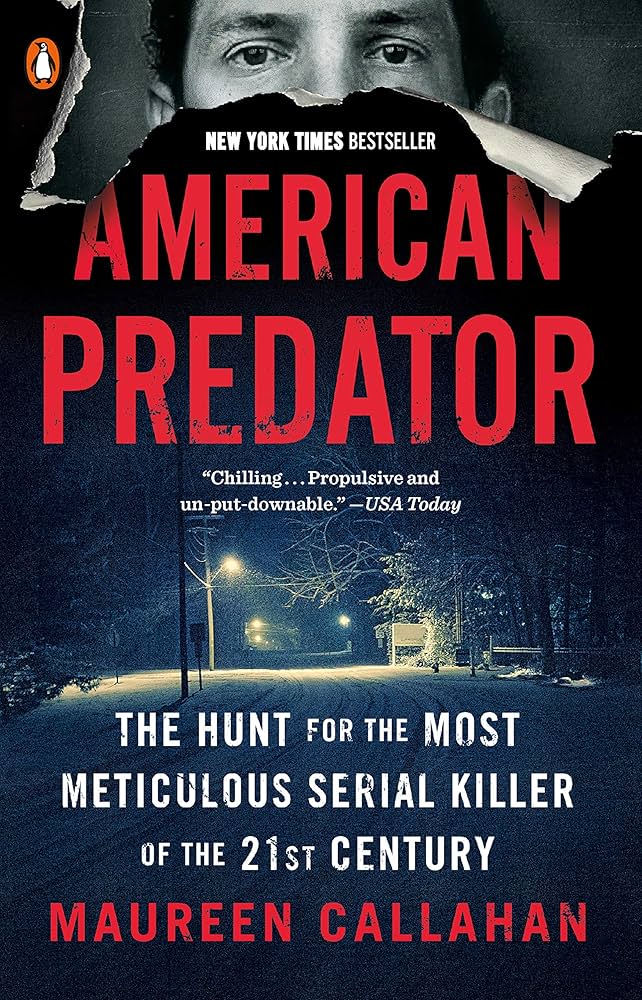 NEW YORK TIMES BESTSELLER
AMERICAN
PREDATOR
“Chilling...Propulsive and
un-put-downable.” —USA Today
THE HUNT FOR THE MOST
METICULOUS SERIAL KILLER
OF THE 21ST CENTURY
MAUREEN CALLAHAN